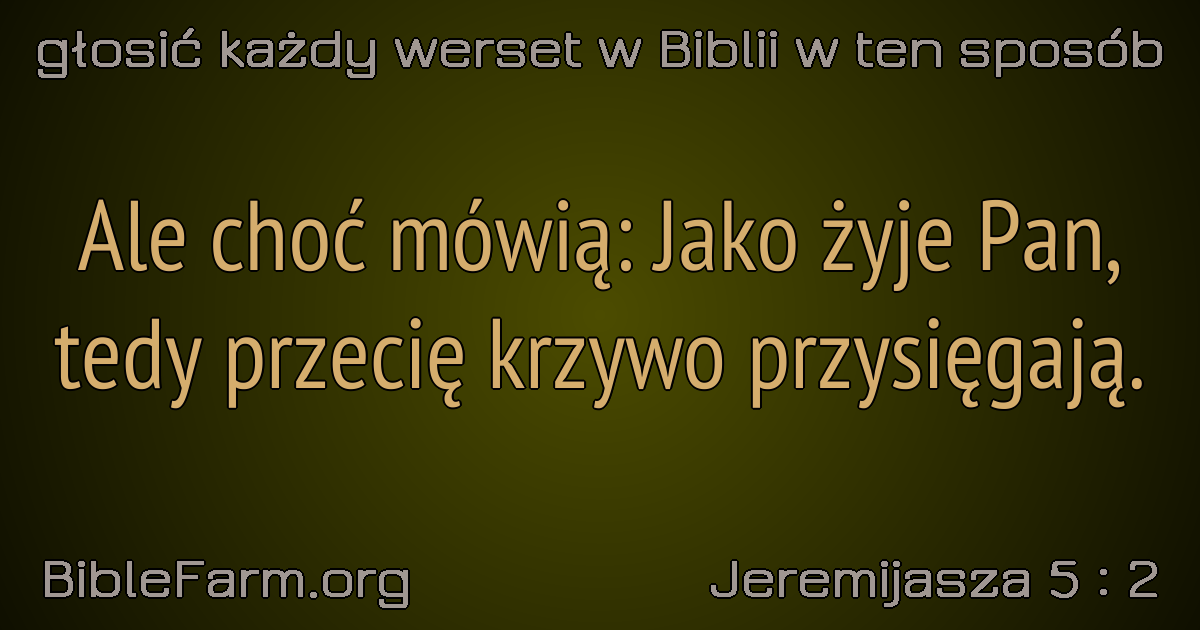 głosić każdy werset w Biblii w ten sposób
Ale choć mówią: Jako żyje Pan,
tedy przecię krzywo przysięgają.
BibleFarm.org
Jeremijasza 5 : 2